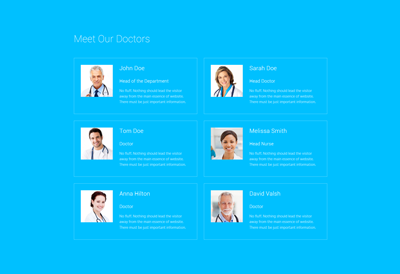 Meet Our Doctors
John Doe
Head of the Department
No fluff. Nothing should lead the visitor
away from the main essence of website.
There must be just important information.
Sarah Doe
Head Doctor
No fluff. Nothing should lead the visitor
away from the main essence of website.
There must be just important information.
Tom Doe
Doctor
No fluff. Nothing should lead the visitor
away from the main essence of website.
There must be just important information.
Melissa Smith
Head Nurse
No fluff. Nothing should lead the visitor
away from the main essence of website.
There must be just important information.
Anna Hilton
Doctor
No fluff. Nothing should lead the visitor
away from the main essence of website.
There must be just important information.
David Valsh
Doctor
No fluff. Nothing should lead the visitor
away from the main essence of website.
There must be just important information.